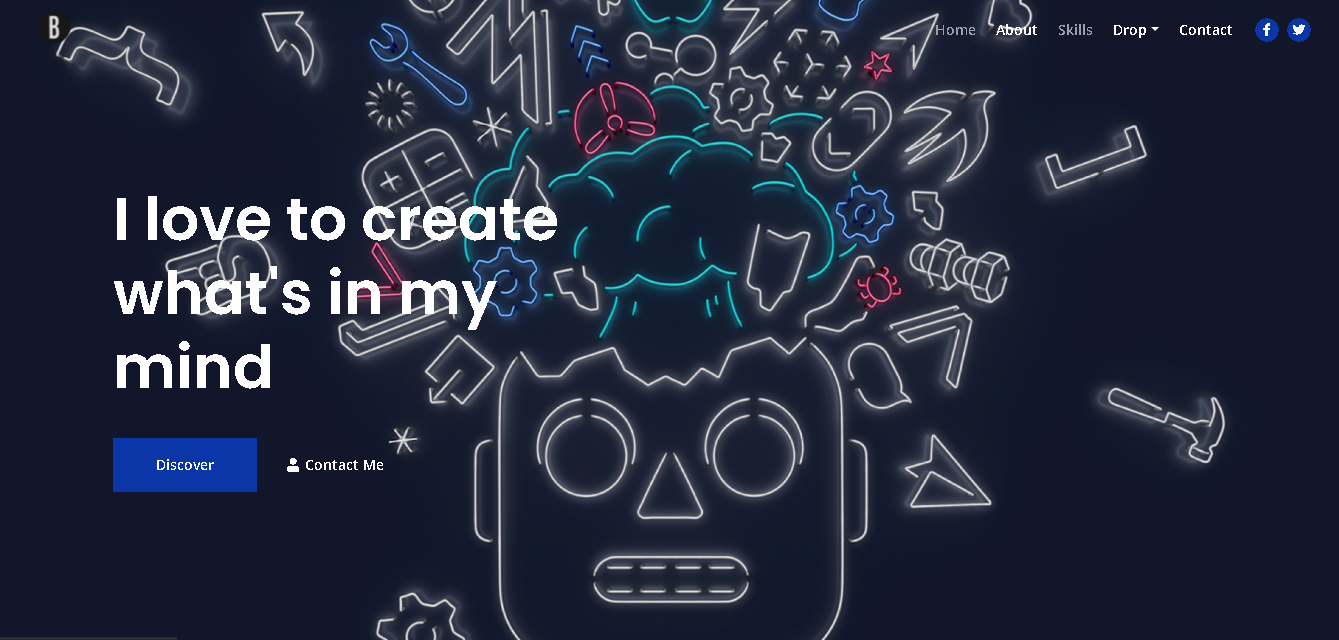 B
Home About Skills Drop Contact
I love to create
what's in my
mind
Discover Contact Me